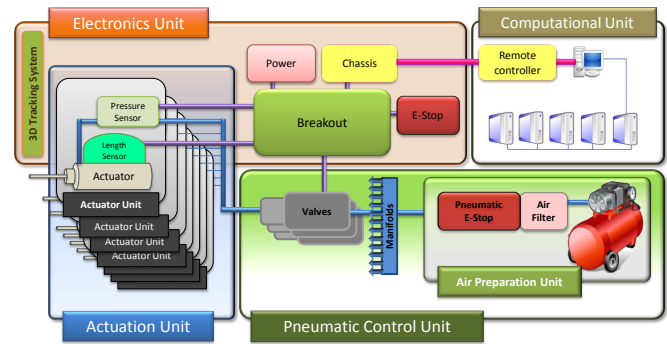 Electronics Unit
Computational Unit
3D Tracking System
Power
Chassis
Remote
controller
Pressure
Sensor
Breakout
E-Stop
Length
Sensor
Actuator
Actuator Unit
Actuator Unit
Actuator Unit
Actuator Unit
Valves
Manifolds
Pneumatic
E-Stop
Air
Filter
Air Preparation Unit
Actuation Unit
Pneumatic Control Unit